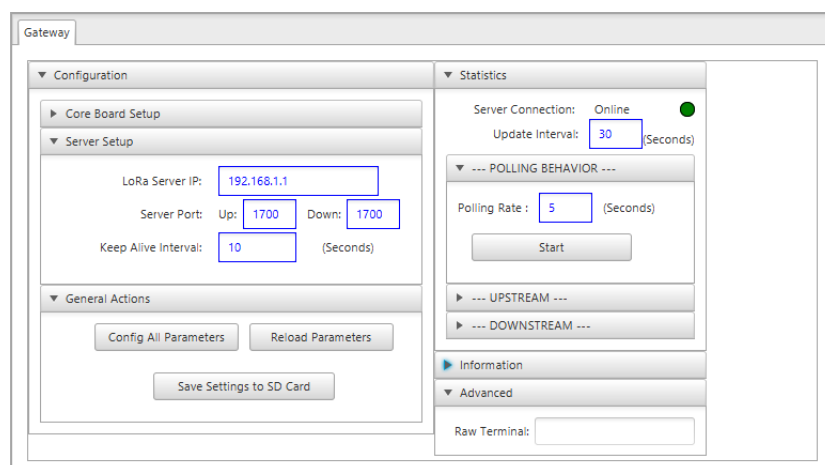 Gateway
Configuration
Core Board Setup
Server Setup
LoRa Server IP: 192.168.1.1
Server Port: Up: 1700 Down: 1700
Keep Alive Interval: 10 (Seconds)
General Actions
Config All Parameters Reload Parameters
Save Settings to SD Card
Statistics
Server Connection: Online
Update Interval: 30 (Seconds)
--- POLLING BEHAVIOR ---
Polling Rate : 5 (Seconds)
Start
--- UPSTREAM ---
--- DOWNSTREAM ---
Information
Advanced
Raw Terminal: